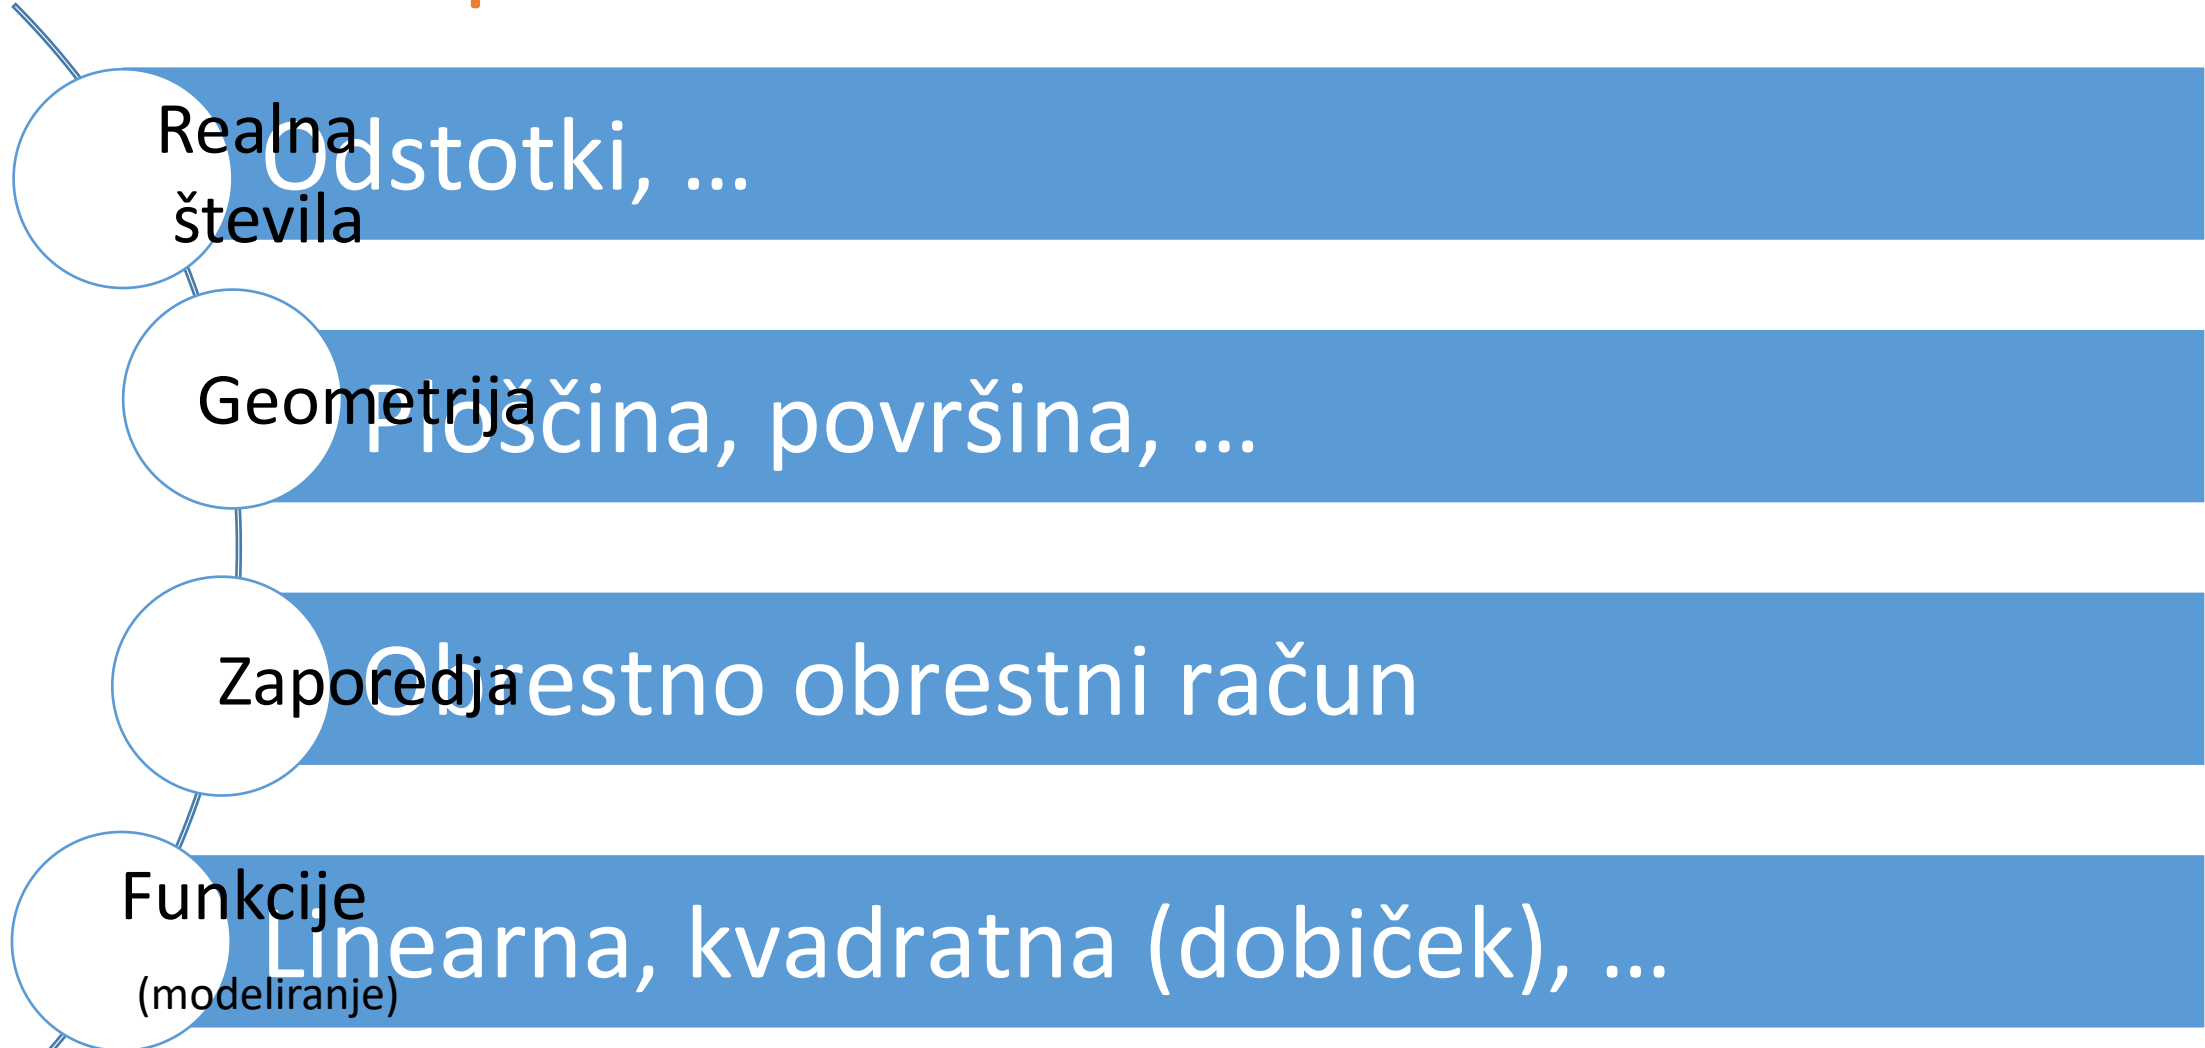 Realna
števila
Odstotki, ...
Geometrija
Ploščina, površina, ...
Zaporedja
Obrestno obrestni račun
Funkcije
(modeliranje)
Linearna, kvadratna (dobiček), ...